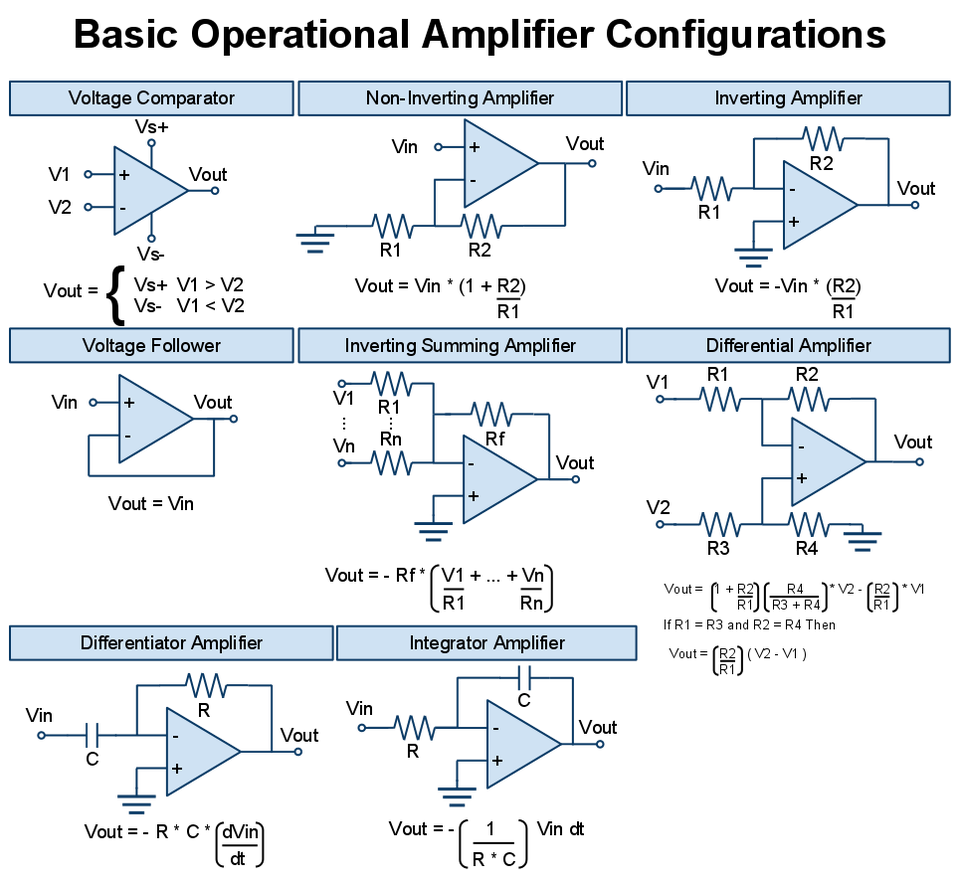 Basic Operational Amplifier Configurations
Voltage Comparator
Vs+
V1
+
Vout
V2
-
Vs-
Vout = { Vs+ V1 > V2
Vs- V1 < V2
Non-Inverting Amplifier
Vin
+
Vout
-
R1
R2
Vout = Vin * (1 + R2)
R1
Inverting Amplifier
Vin
R2
R1
-
Vout
+
Vout = -Vin * (R2)
R1
Voltage Follower
Vin
+
Vout
-
Vout = Vin
Inverting Summing Amplifier
V1
R1
...
...
Vn
Rn
Rf
-
Vout
+
Vout = - Rf * (V1 + ... + Vn)
R1 Rn
Differential Amplifier
V1
R1
R2
-
Vout
+
V2
R3
R4
Vout = (1 + R2) (R4) * V2 - (R2) * V1
R1 R3 + R4 R1
If R1 = R3 and R2 = R4 Then
Vout = (R2) ( V2 - V1 )
R1
Differentiator Amplifier
Vin
R
C
-
Vout
+
Vout = - R * C * (dVin)
dt
Integrator Amplifier
Vin
C
R
-
Vout
+
Vout = - (1) Vin dt
R * C